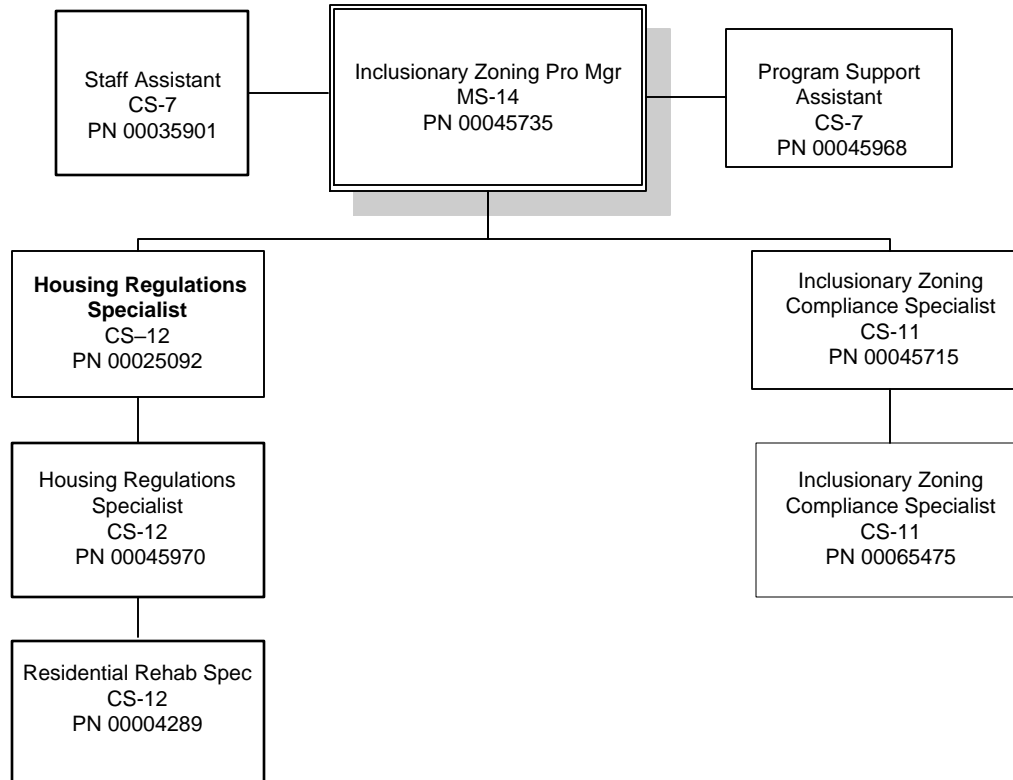 Staff Assistant
CS-7
PN 00035901
Inclusionary Zoning Pro Mgr
MS-14
PN 00045735
Program Support
Assistant
CS-7
PN 00045968
Housing Regulations
Specialist
CS–12
PN 00025092
Inclusionary Zoning
Compliance Specialist
CS-11
PN 00045715
Housing Regulations
Specialist
CS-12
PN 00045970
Inclusionary Zoning
Compliance Specialist
CS-11
PN 00065475
Residential Rehab Spec
CS-12
PN 00004289